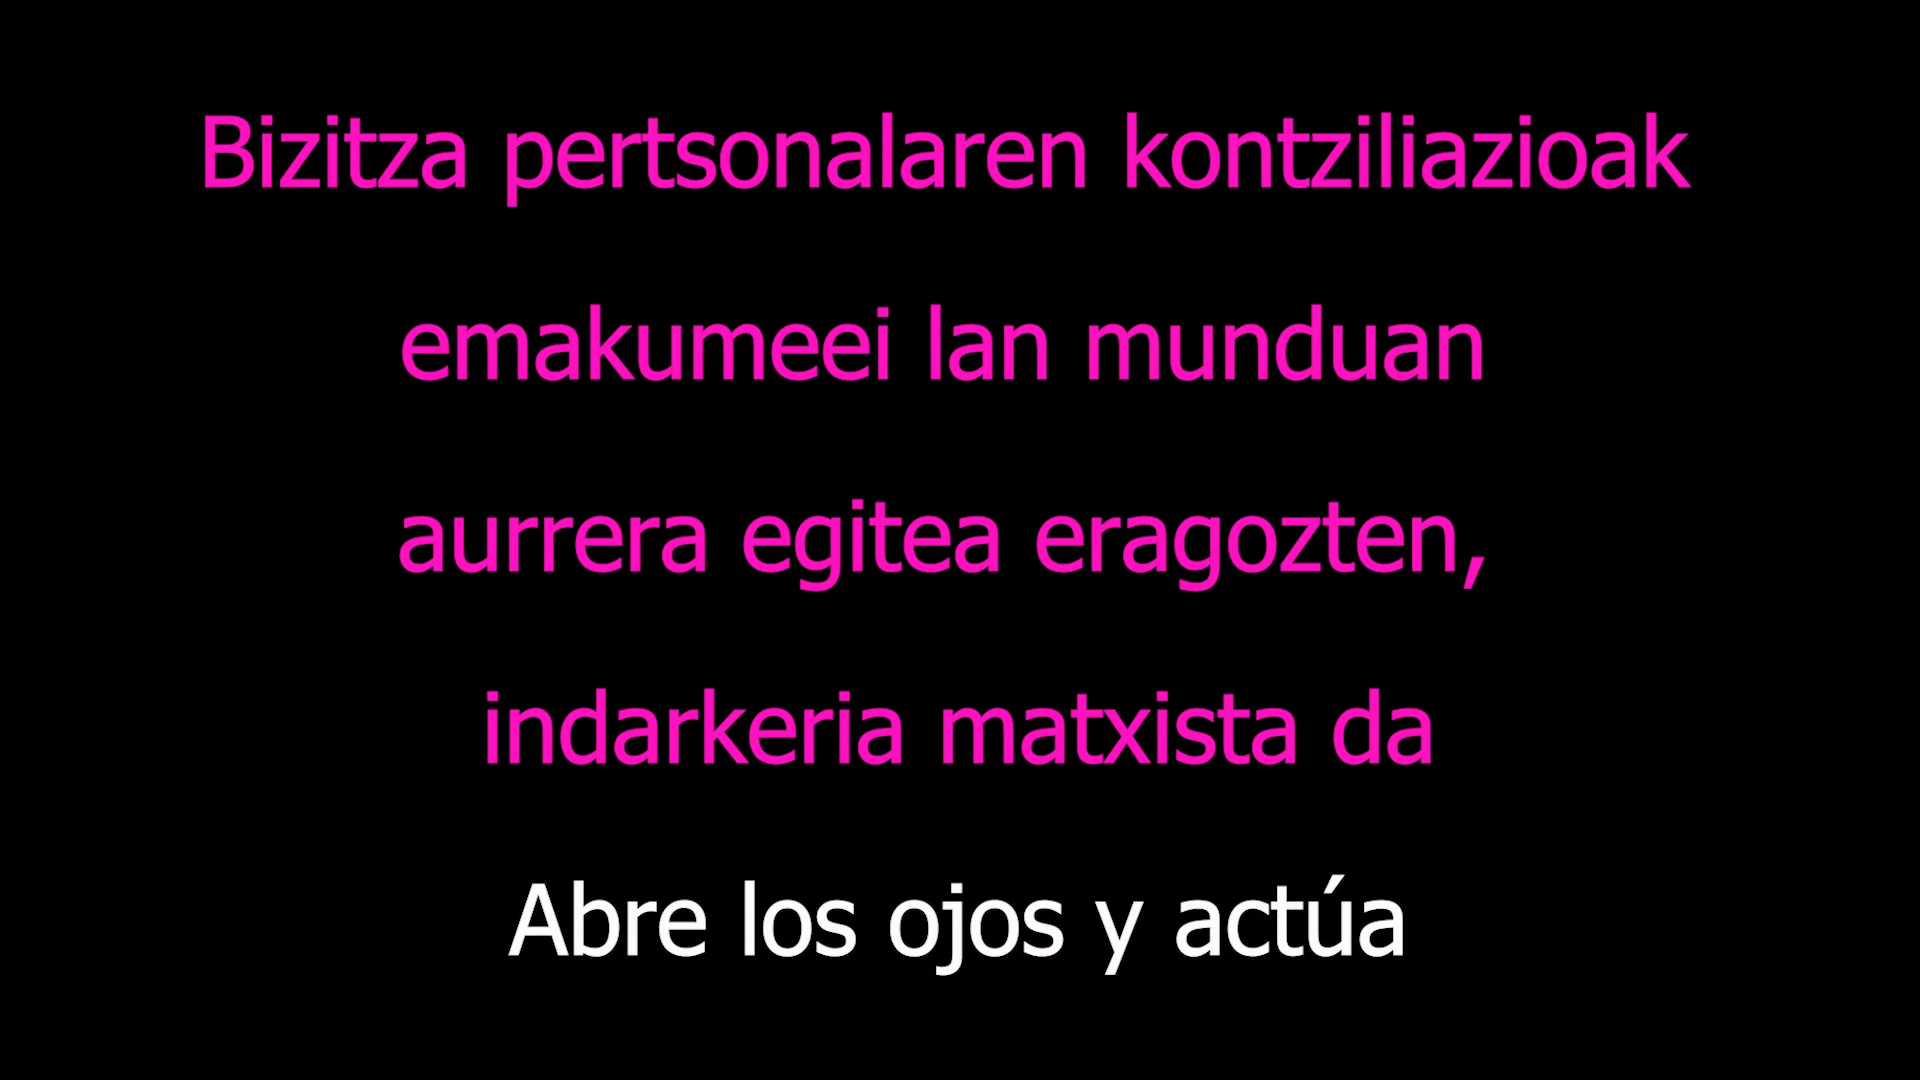 Bizitza pertsonalaren kontziliazioak
emakumeei lan munduan
aurrera egitea eragozten,
indarkeria matxista da
Abre los ojos y actúa